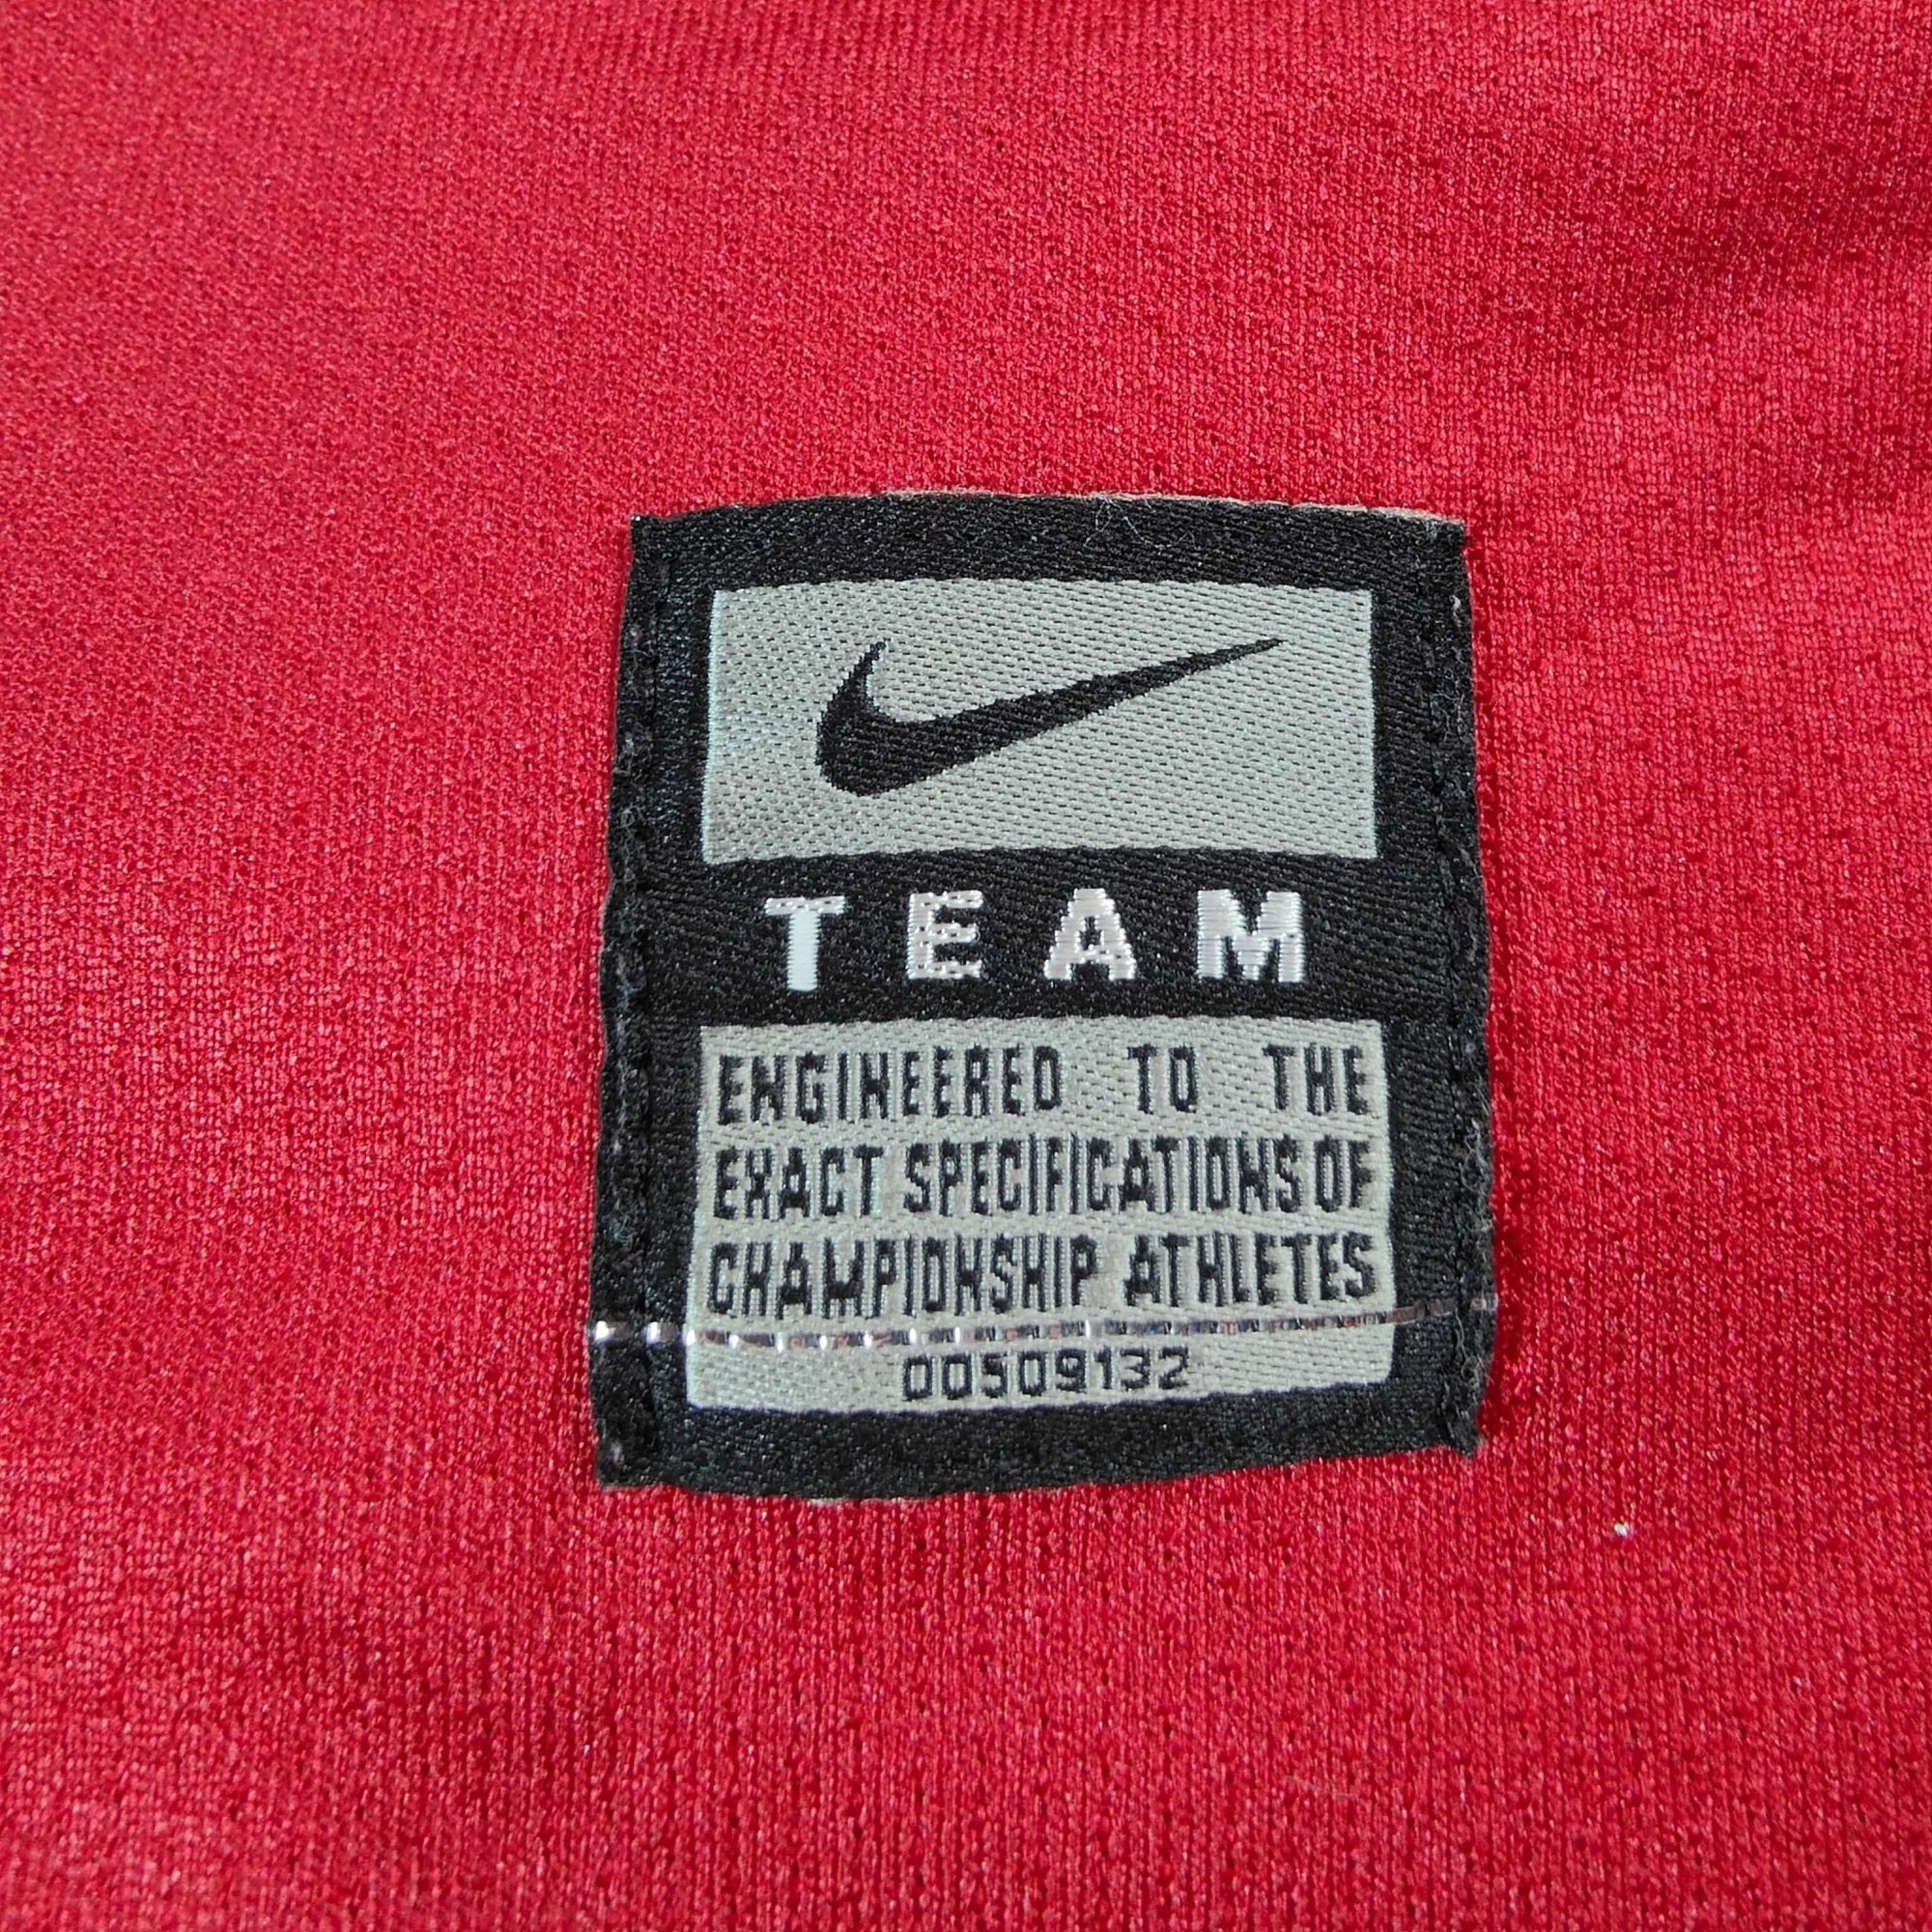 TEAM
ENGINEERED TO THE
EXACT SPECIFICATIONS OF
CHAMPIONSHIP ATHLETES
00509132